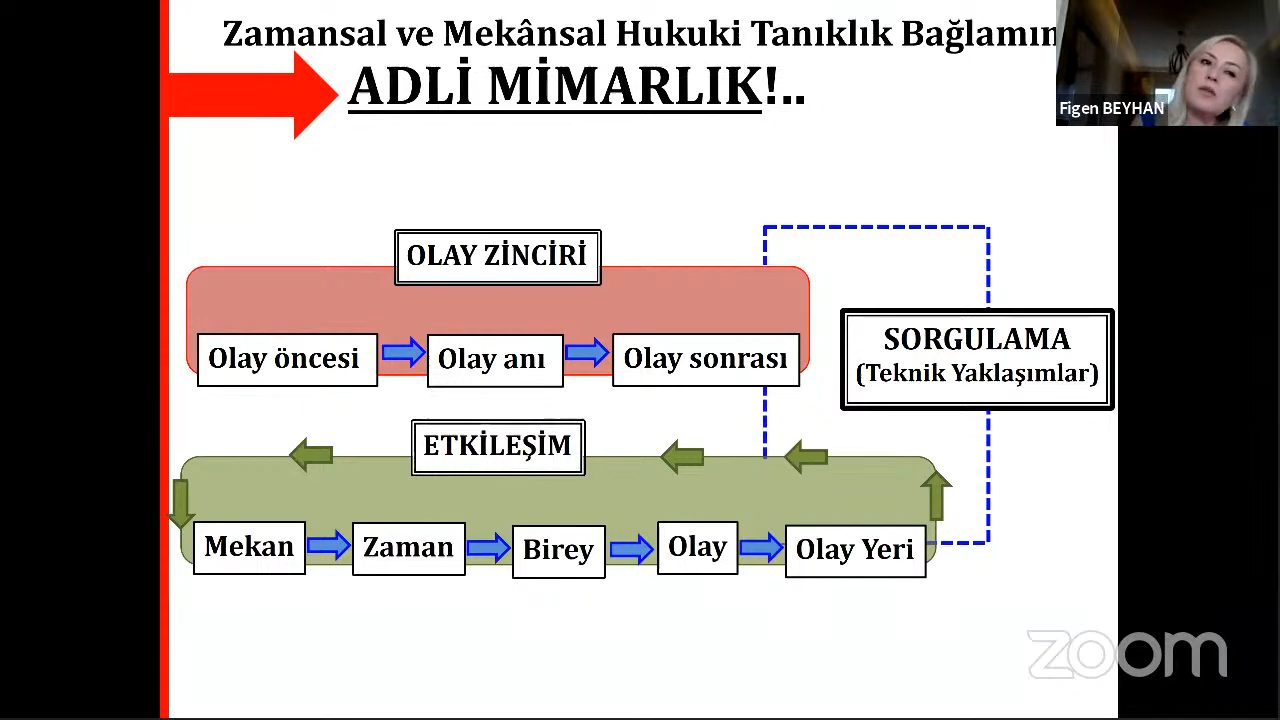 Zamansal ve Mekânsal Hukuki Tanıklık Bağlamın
ADLİ MİMARLIK!..
Figen BEYHAN
OLAY ZİNCİRİ
Olay öncesi
Olay anı
Olay sonrası
SORGULAMA
(Teknik Yaklaşımlar)
ETKİLEŞİM
Mekan
Zaman
Birey
Olay
Olay Yeri
zoom